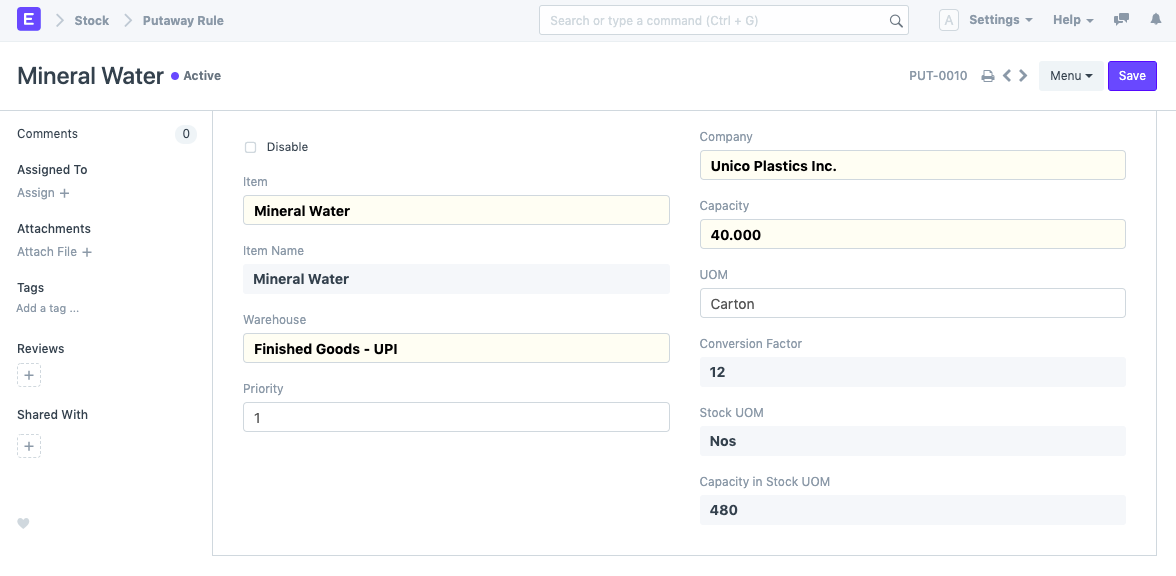 E Stock Putaway Rule Search or type a command (Ctrl + G) A Settings Help
Mineral Water Active PUT-0010 Menu Save
Comments 0
Assigned To
Assign +
Attachments
Attach File +
Tags
Add a tag ...
Reviews
+
Shared With
+
Disable
Item
Mineral Water
Item Name
Mineral Water
Warehouse
Finished Goods - UPI
Priority
1
Company
Unico Plastics Inc.
Capacity
40.000
UOM
Carton
Conversion Factor
12
Stock UOM
Nos
Capacity in Stock UOM
480